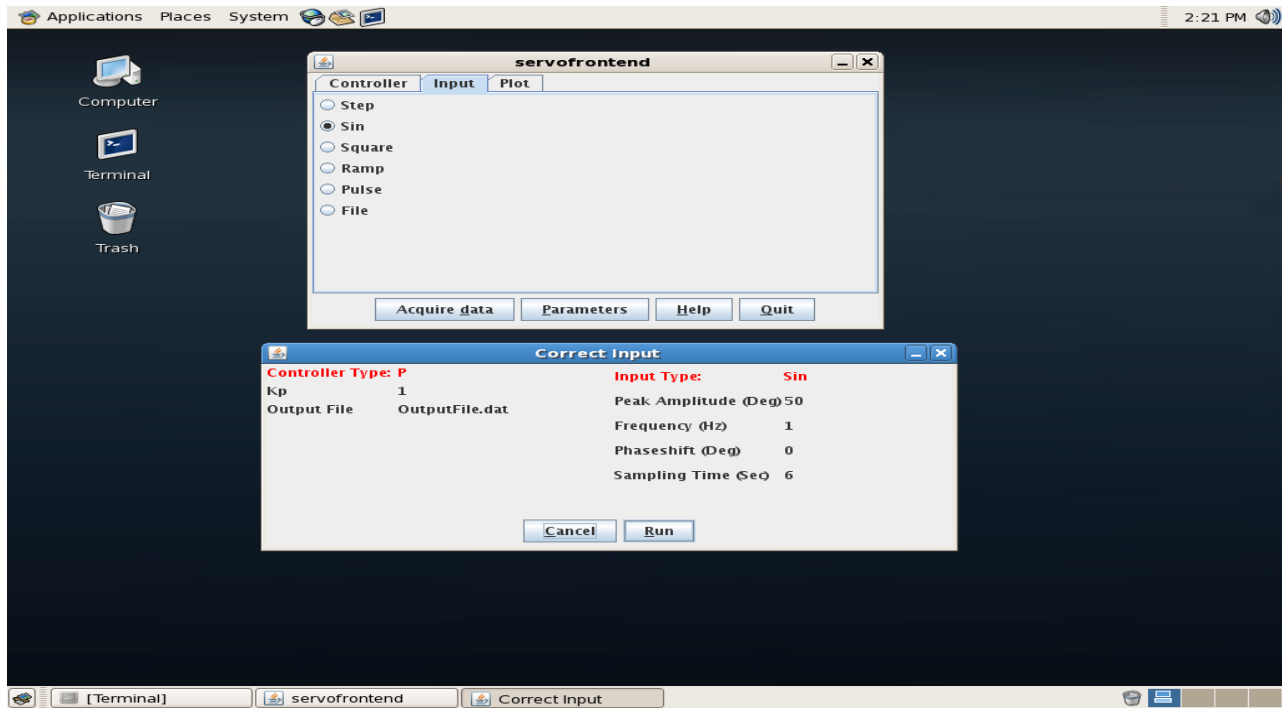 Applications Places System 2:21 PM
Computer
Terminal
Trash
servofrontend
Controller Input Plot
Step
Sin
Square
Ramp
Pulse
File
Acquire data Parameters Help Quit
Correct Input
Controller Type: P
Kp 1
Output File OutputFile.dat
Input Type: Sin
Peak Amplitude (Deg) 50
Frequency (Hz) 1
Phaseshift (Deg) 0
Sampling Time (Sec) 6
Cancel Run
[Terminal] servofrontend Correct Input